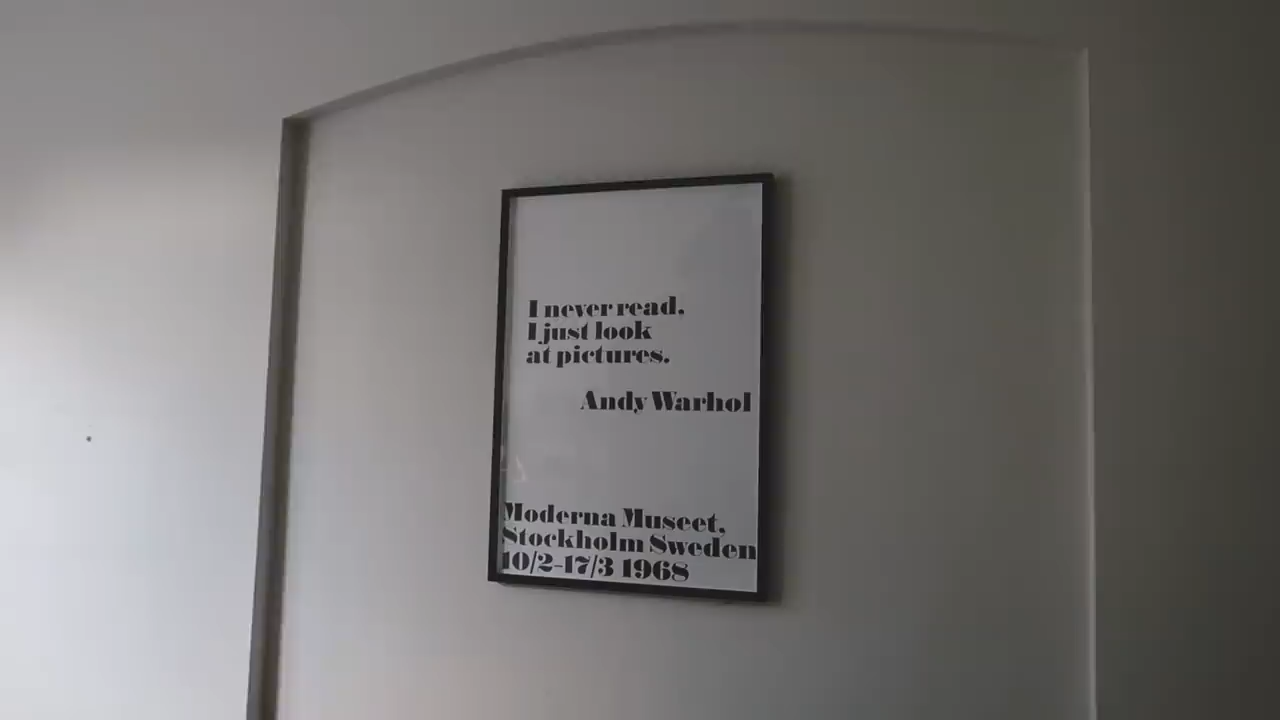 I never read,
I just look
at pictures.
Andy Warhol
Moderna Museet,
Stockholm Sweden
10/2-17/3 1968